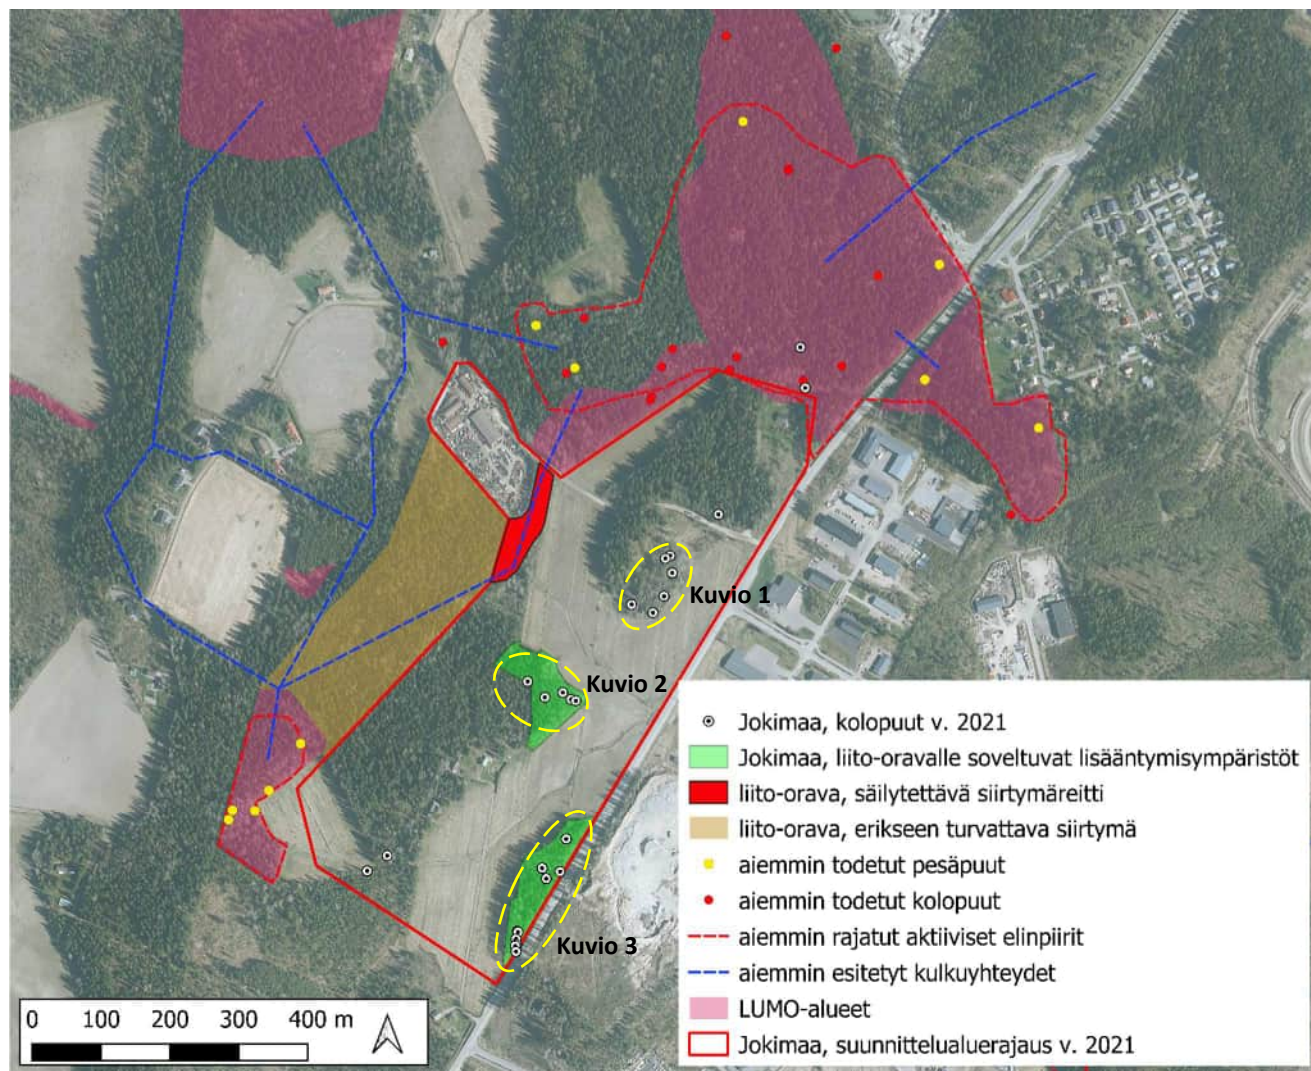 Kuvio 1
Kuvio 2
Kuvio 3
Jokimaa, kolopuut v. 2021
Jokimaa, liito-oravalle soveltuvat lisääntymisympäristöt
liito-orava, säilytettävä siirtymäreitti
liito-orava, erikseen turvattava siirtymä
aiemmin todetut pesäpuut
aiemmin todetut kolopuut
aiemmin rajatut aktiiviset elinpiirit
aiemmin esitetyt kulkuyhteydet
LUMO-alueet
Jokimaa, suunnittelualuerajaus v. 2021
0 100 200 300 400 m